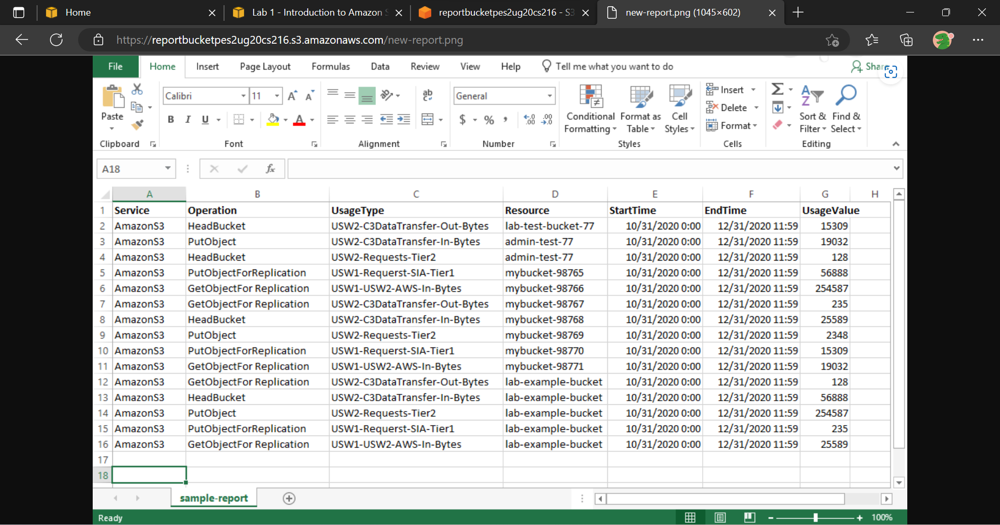 Home
Lab 1 - Introduction to Amazon S
reportbucketpes2ug20cs216 - S3
new-report.png (1045×602)
https://reportbucketpes2ug20cs216.s3.amazonaws.com/new-report.png
File Home Insert Page Layout Formulas Data Review View Help Tell me what you want to do Share
Calibri 11 General Insert
Delete
Format
Paste Conditional Formatting Format as Table Cell Styles Sort & Filter Find & Select
Clipboard Font Alignment Number Styles Cells Editing
A18 fx
A B C D E F G H
1 Service Operation UsageType Resource StartTime EndTime UsageValue
2 AmazonS3 HeadBucket USW2-C3DataTransfer-Out-Bytes lab-test-bucket-77 10/31/2020 0:00 12/31/2020 11:59 15309
3 AmazonS3 PutObject USW2-C3DataTransfer-In-Bytes admin-test-77 10/31/2020 0:00 12/31/2020 11:59 19032
4 AmazonS3 HeadBucket USW2-Requests-Tier2 admin-test-77 10/31/2020 0:00 12/31/2020 11:59 128
5 AmazonS3 PutObjectForReplication USW1-Requerst-SIA-Tier1 mybucket-98765 10/31/2020 0:00 12/31/2020 11:59 56888
6 AmazonS3 GetObjectFor Replication USW1-USW2-AWS-In-Bytes mybucket-98766 10/31/2020 0:00 12/31/2020 11:59 254587
7 AmazonS3 GetObjectFor Replication USW2-C3DataTransfer-Out-Bytes mybucket-98767 10/31/2020 0:00 12/31/2020 11:59 235
8 AmazonS3 HeadBucket USW2-C3DataTransfer-In-Bytes mybucket-98768 10/31/2020 0:00 12/31/2020 11:59 25589
9 AmazonS3 PutObject USW2-Requests-Tier2 mybucket-98769 10/31/2020 0:00 12/31/2020 11:59 2348
10 AmazonS3 PutObjectForReplication USW1-Requerst-SIA-Tier1 mybucket-98770 10/31/2020 0:00 12/31/2020 11:59 15309
11 AmazonS3 GetObjectFor Replication USW1-USW2-AWS-In-Bytes mybucket-98771 10/31/2020 0:00 12/31/2020 11:59 19032
12 AmazonS3 GetObjectFor Replication USW2-C3DataTransfer-Out-Bytes lab-example-bucket 10/31/2020 0:00 12/31/2020 11:59 128
13 AmazonS3 HeadBucket USW2-C3DataTransfer-In-Bytes lab-example-bucket 10/31/2020 0:00 12/31/2020 11:59 56888
14 AmazonS3 PutObject USW2-Requests-Tier2 lab-example-bucket 10/31/2020 0:00 12/31/2020 11:59 254587
15 AmazonS3 PutObjectForReplication USW1-Requerst-SIA-Tier1 lab-example-bucket 10/31/2020 0:00 12/31/2020 11:59 235
16 AmazonS3 GetObjectFor Replication USW1-USW2-AWS-In-Bytes lab-example-bucket 10/31/2020 0:00 12/31/2020 11:59 25589
17
18
sample-report
Ready 100%